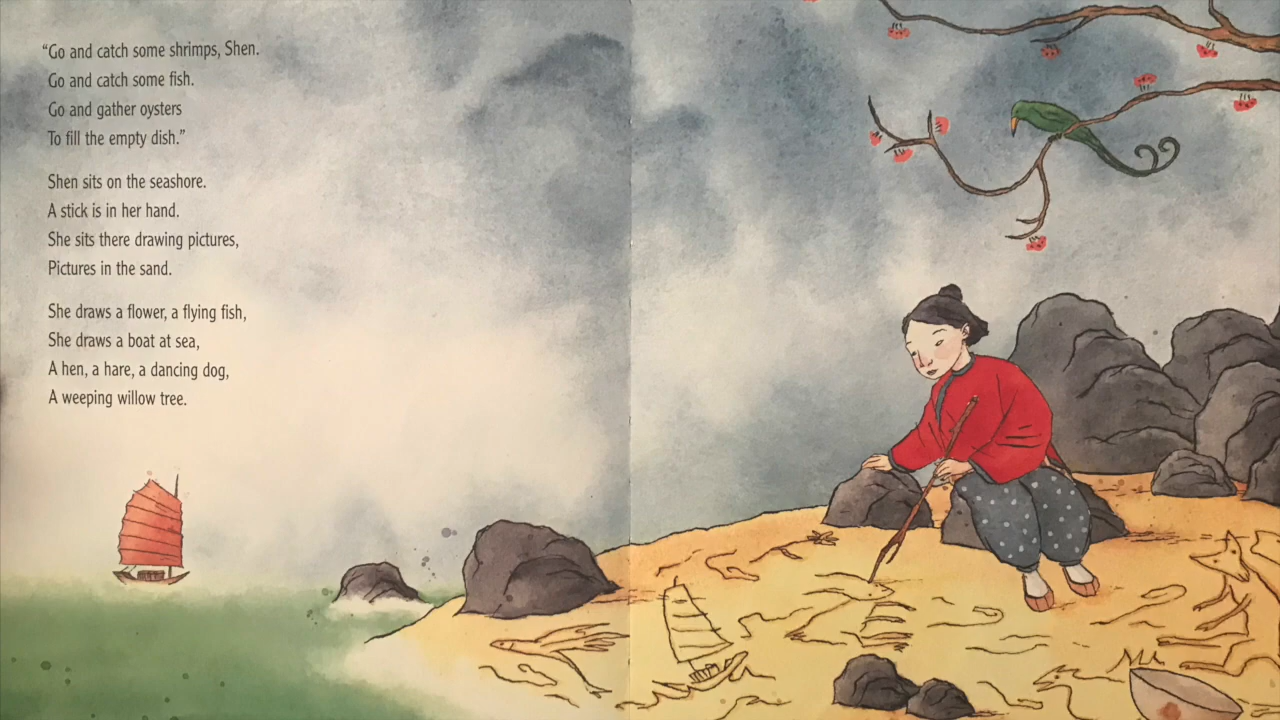 “Go and catch some shrimps, Shen.
Go and catch some fish.
Go and gather oysters
To fill the empty dish.”
Shen sits on the seashore.
A stick is in her hand.
She sits there drawing pictures,
Pictures in the sand.
She draws a flower, a flying fish,
She draws a boat at sea,
A hen, a hare, a dancing dog,
A weeping willow tree.